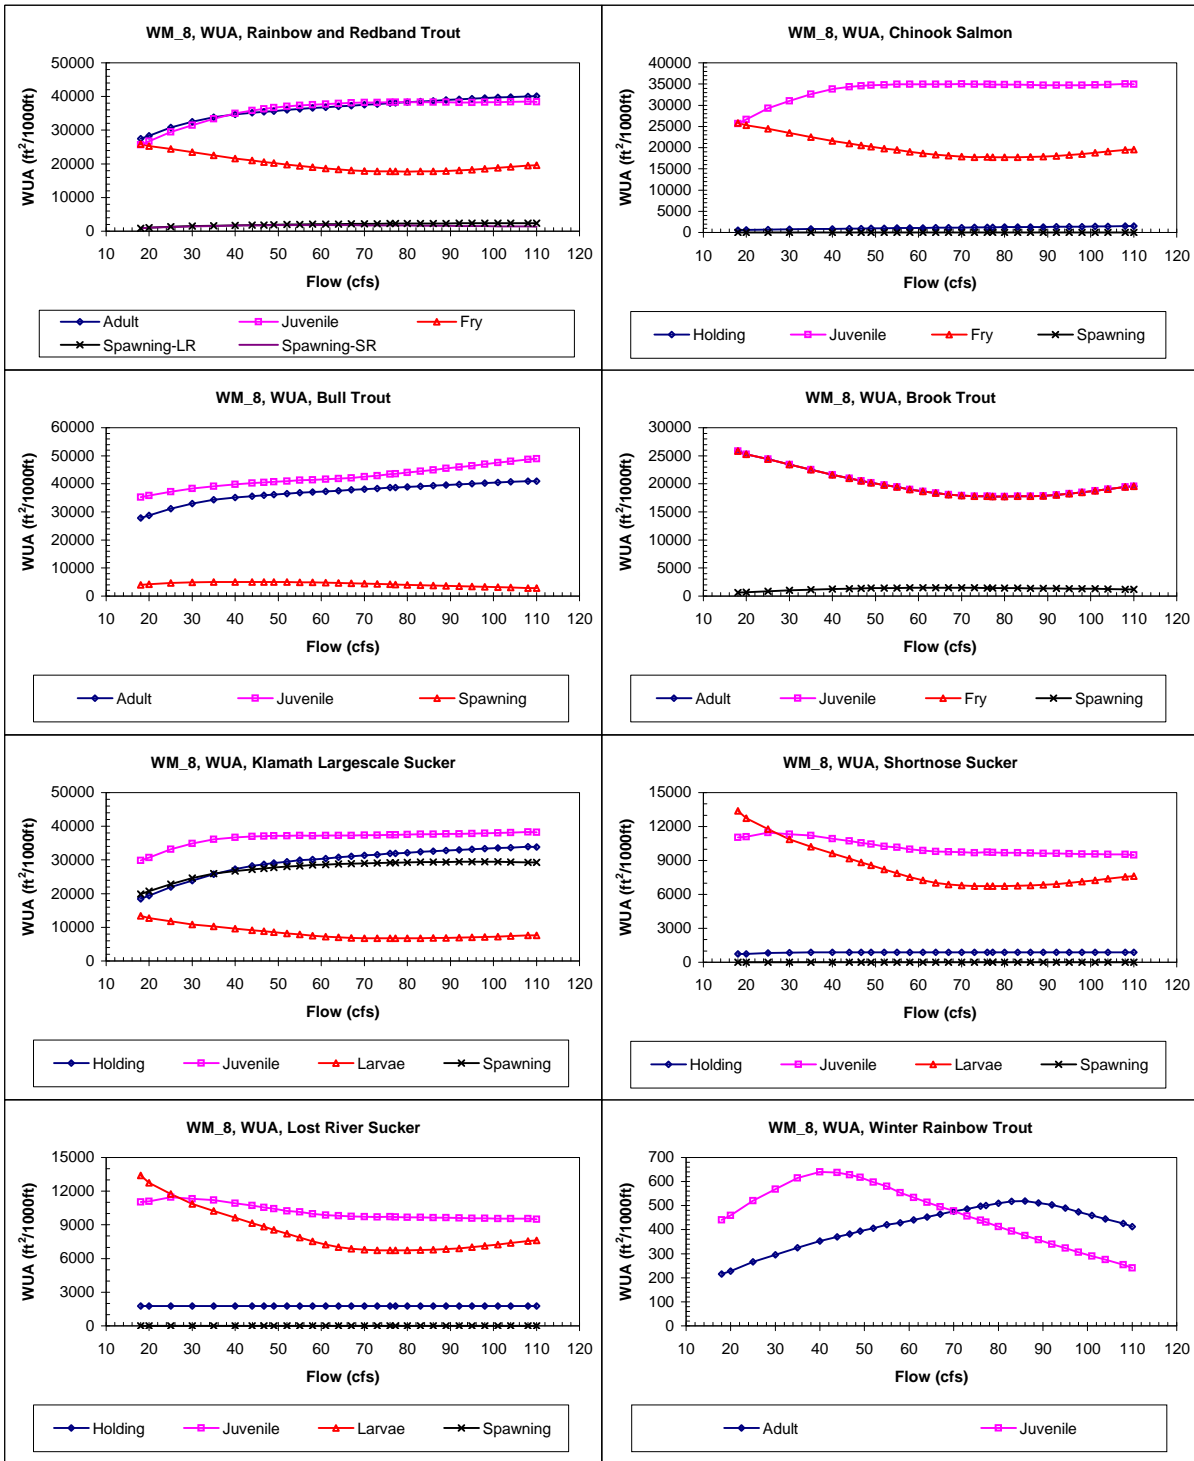 WM_8, WUA, Rainbow and Redband Trout
WUA (ft²/1000ft)
50000
40000
30000
20000
10000
0
10 20 30 40 50 60 70 80 90 100 110 120
Flow (cfs)
Adult Juvenile Fry
Spawning-LR Spawning-SR
WM_8, WUA, Chinook Salmon
WUA (ft²/1000ft)
40000
35000
30000
25000
20000
15000
10000
5000
0
10 20 30 40 50 60 70 80 90 100 110 120
Flow (cfs)
Holding Juvenile Fry Spawning
WM_8, WUA, Bull Trout
WUA (ft²/1000ft)
60000
50000
40000
30000
20000
10000
0
10 20 30 40 50 60 70 80 90 100 110 120
Flow (cfs)
Adult Juvenile Spawning
WM_8, WUA, Brook Trout
WUA (ft²/1000ft)
30000
25000
20000
15000
10000
5000
0
10 20 30 40 50 60 70 80 90 100 110 120
Flow (cfs)
Adult Juvenile Fry Spawning
WM_8, WUA, Klamath Largescale Sucker
WUA (ft²/1000ft)
50000
40000
30000
20000
10000
0
10 20 30 40 50 60 70 80 90 100 110 120
Flow (cfs)
Holding Juvenile Larvae Spawning
WM_8, WUA, Shortnose Sucker
WUA (ft²/1000ft)
15000
12000
9000
6000
3000
0
10 20 30 40 50 60 70 80 90 100 110 120
Flow (cfs)
Holding Juvenile Larvae Spawning
WM_8, WUA, Lost River Sucker
WUA (ft²/1000ft)
15000
12000
9000
6000
3000
0
10 20 30 40 50 60 70 80 90 100 110 120
Flow (cfs)
Holding Juvenile Larvae Spawning
WM_8, WUA, Winter Rainbow Trout
WUA (ft²/1000ft)
700
600
500
400
300
200
100
0
10 20 30 40 50 60 70 80 90 100 110 120
Flow (cfs)
Adult Juvenile